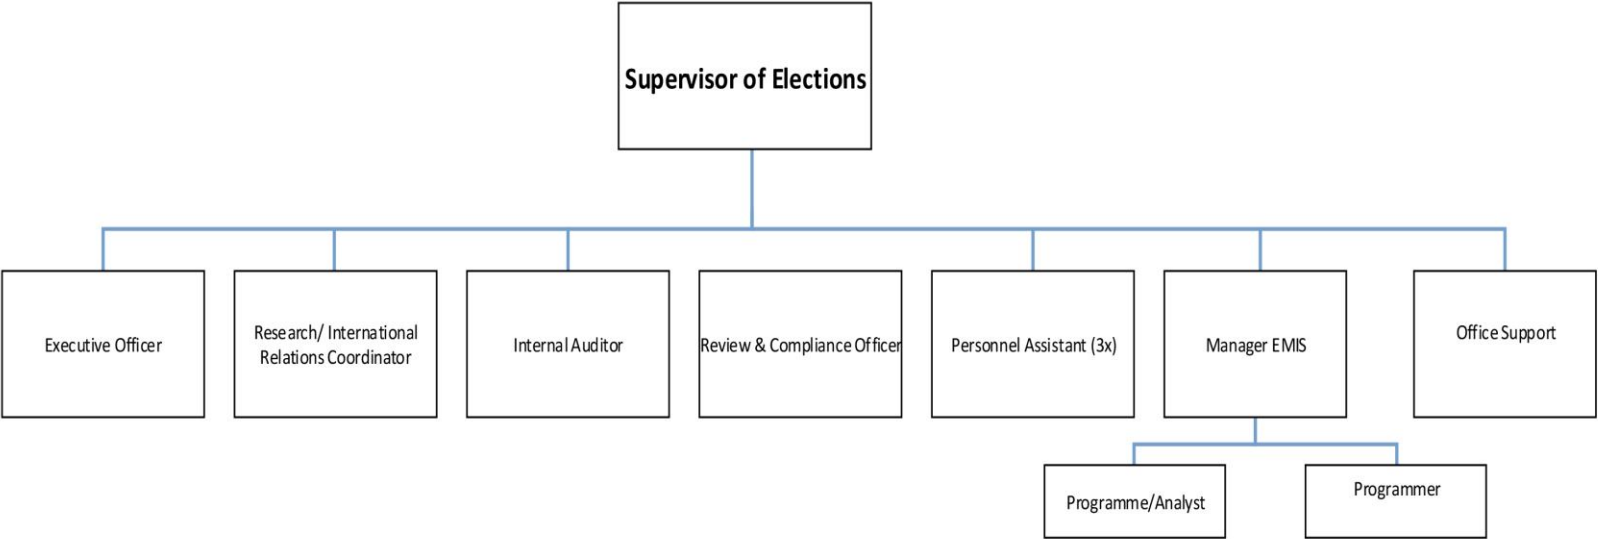 Supervisor of Elections
Executive Officer
Research/ International
Relations Coordinator
Internal Auditor
Review & Compliance Officer
Personnel Assistant (3x)
Manager EMIS
Office Support
Programme/Analyst
Programmer